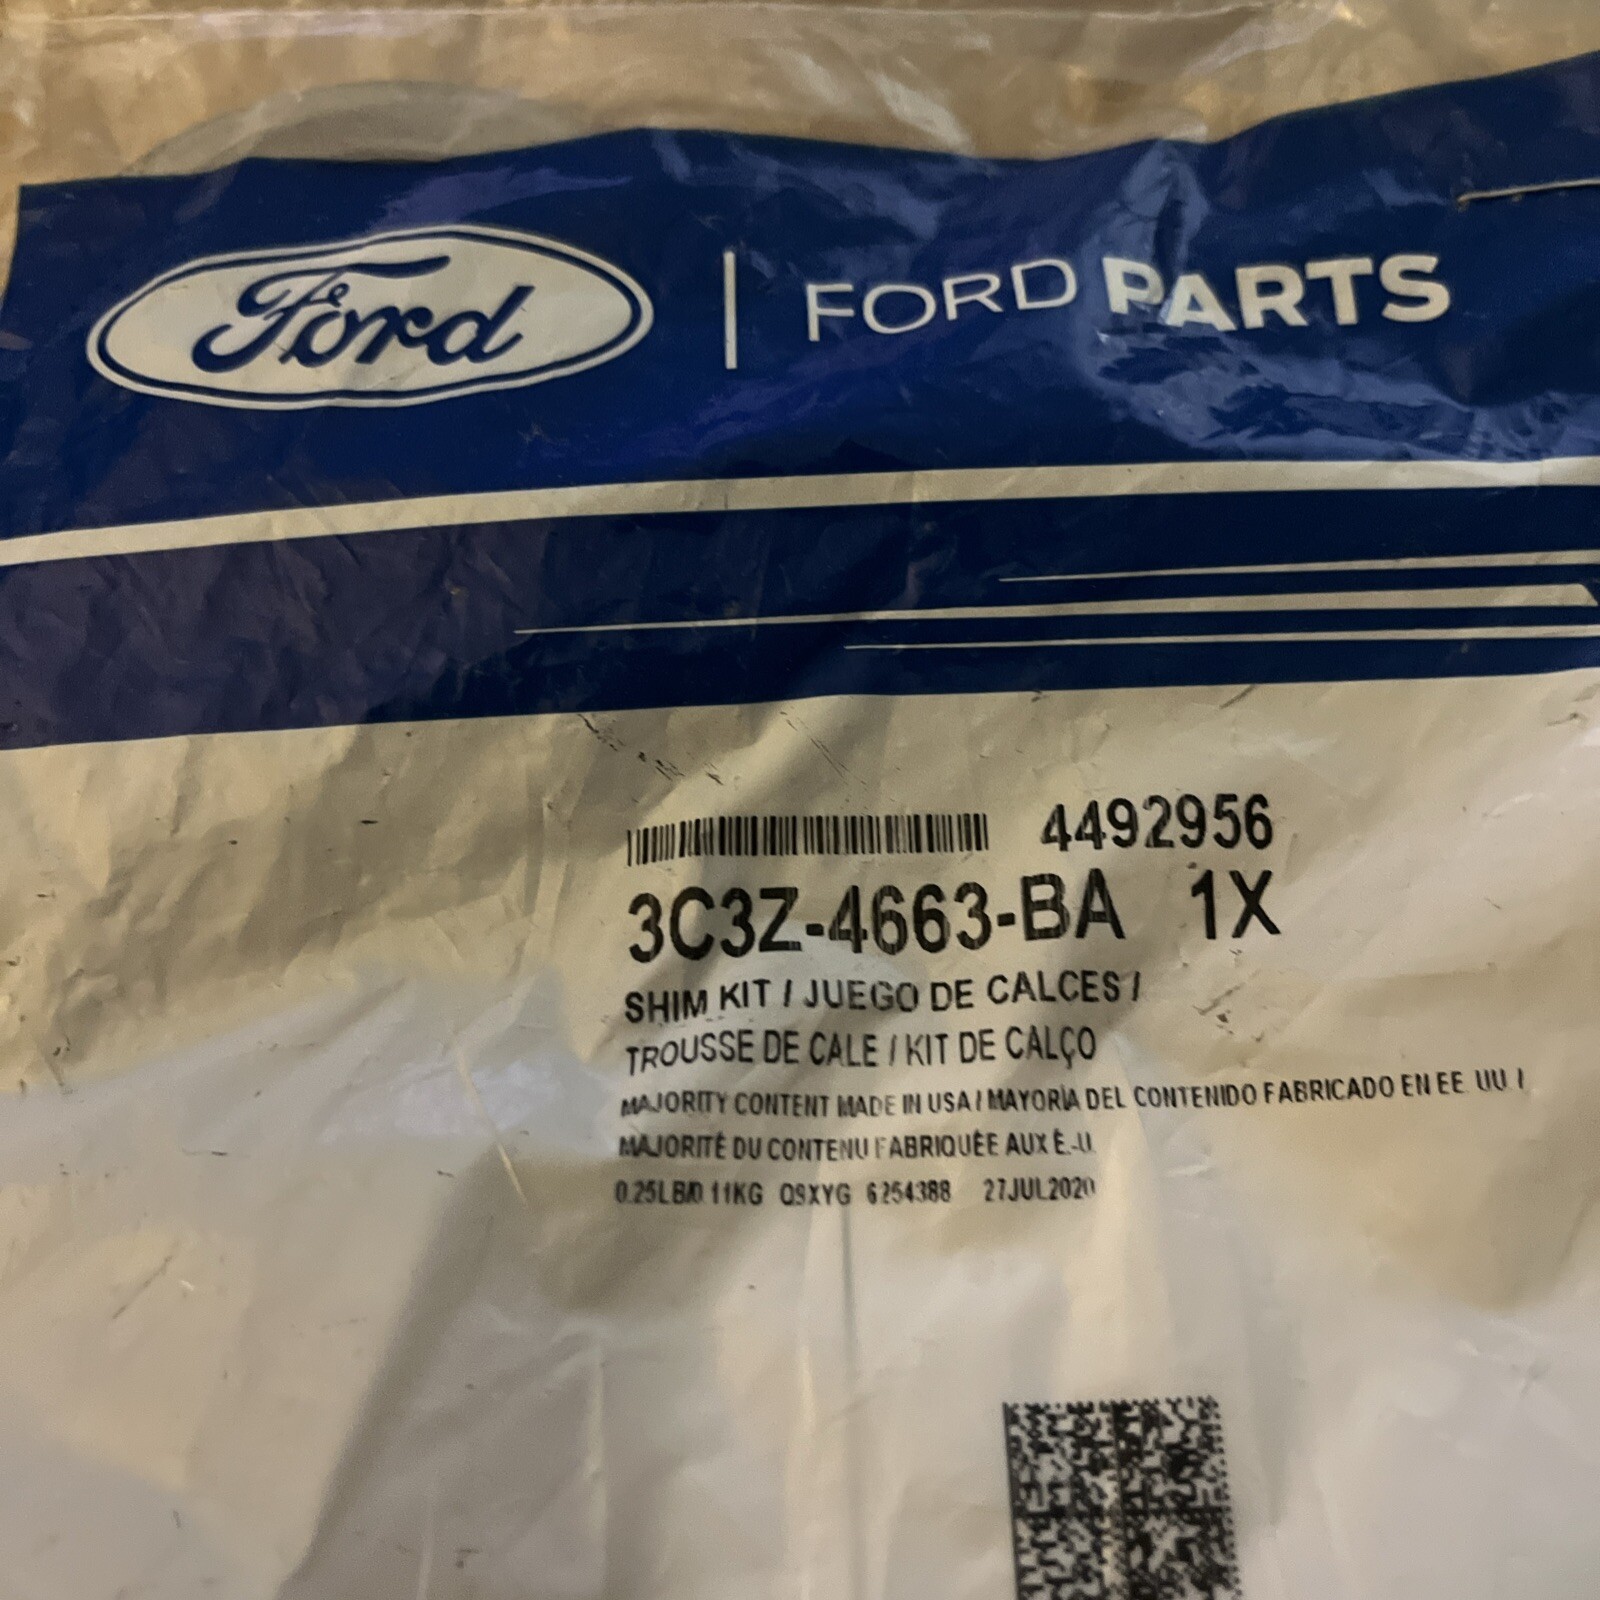 Ford | FORD PARTS
4492956
3C3Z-4663-BA 1X
SHIM KIT / JUEGO DE CALCES /
TROUSSE DE CALE / KIT DE CALÇO
MAJORITY CONTENT MADE IN USA / MAYORÍA DEL CONTENIDO FABRICADO EN EE. UU /
MAJORITÉ DU CONTENU FABRIQUÉE AUX É.-U.
0.25LB/0.11KG Q9XYG 6254388 27JUL2020